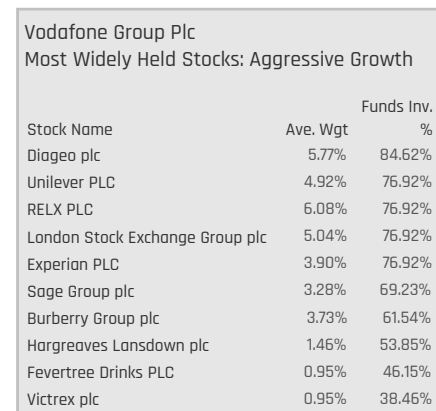 Vodafone Group Plc
Most Widely Held Stocks: Aggressive Growth
Funds Inv.
Stock Name Ave. Wgt %
Diageo plc 5.77% 84.62%
Unilever PLC 4.92% 76.92%
RELX PLC 6.08% 76.92%
London Stock Exchange Group plc 5.04% 76.92%
Experian PLC 3.90% 76.92%
Sage Group plc 3.28% 69.23%
Burberry Group plc 3.73% 61.54%
Hargreaves Lansdown plc 1.46% 53.85%
Fevertree Drinks PLC 0.95% 46.15%
Victrex plc 0.95% 38.46%